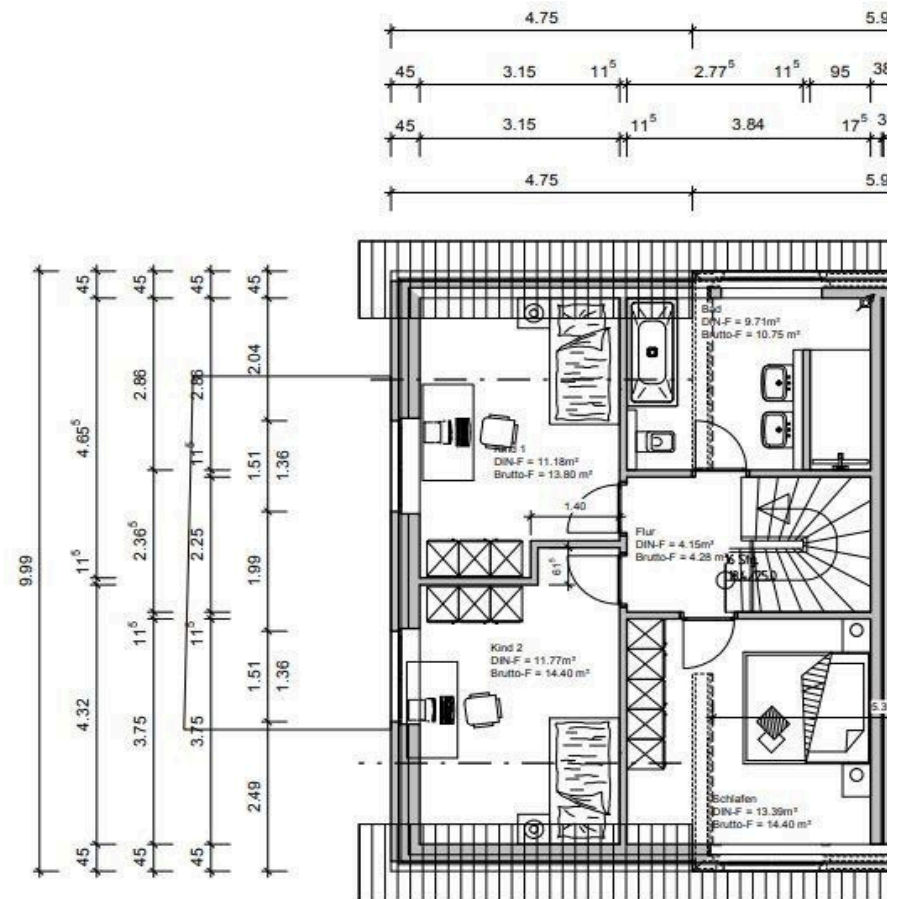 4.75
5.9
45 3.15 11⁵ 2.77⁵ 11⁵ 95 38
45 3.15 11⁵ 3.84 17⁵ 3
4.75
5.9
9.99
45 4.65⁵ 11⁵ 4.32 45
45 2.86 2.36⁵ 11⁵ 3.75 45
45 2.86 11⁵ 2.25 11⁵ 3.75 45
45 2.04 1.51 1.99 1.51 2.49 45
1.36
1.36
Bad
DIN-F = 9.71m²
Brutto-F = 10.75 m²
Kind 1
DIN-F = 11.18m²
Brutto-F = 13.80 m²
1.40
61⁵
Flur
DIN-F = 4.15m²
Brutto-F = 4.28 m²
16 Stg.
Kind 2
DIN-F = 11.77m²
Brutto-F = 14.40 m²
5.3
Schlafen
DIN-F = 13.39m²
Brutto-F = 14.40 m²